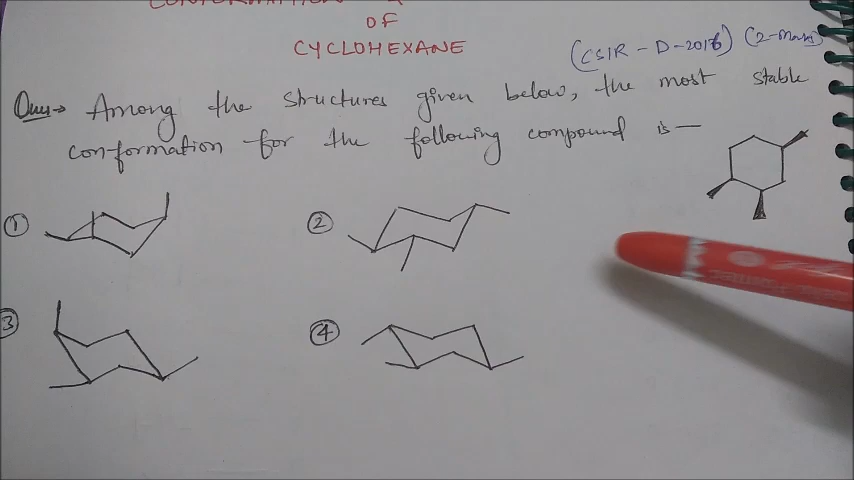 OF
CYCLOHEXANE
(CSIR - D - 2016) (2-Marks)
Ques→ Among the structures given below, the most stable
conformation for the following compound is —
① ②
③ ④